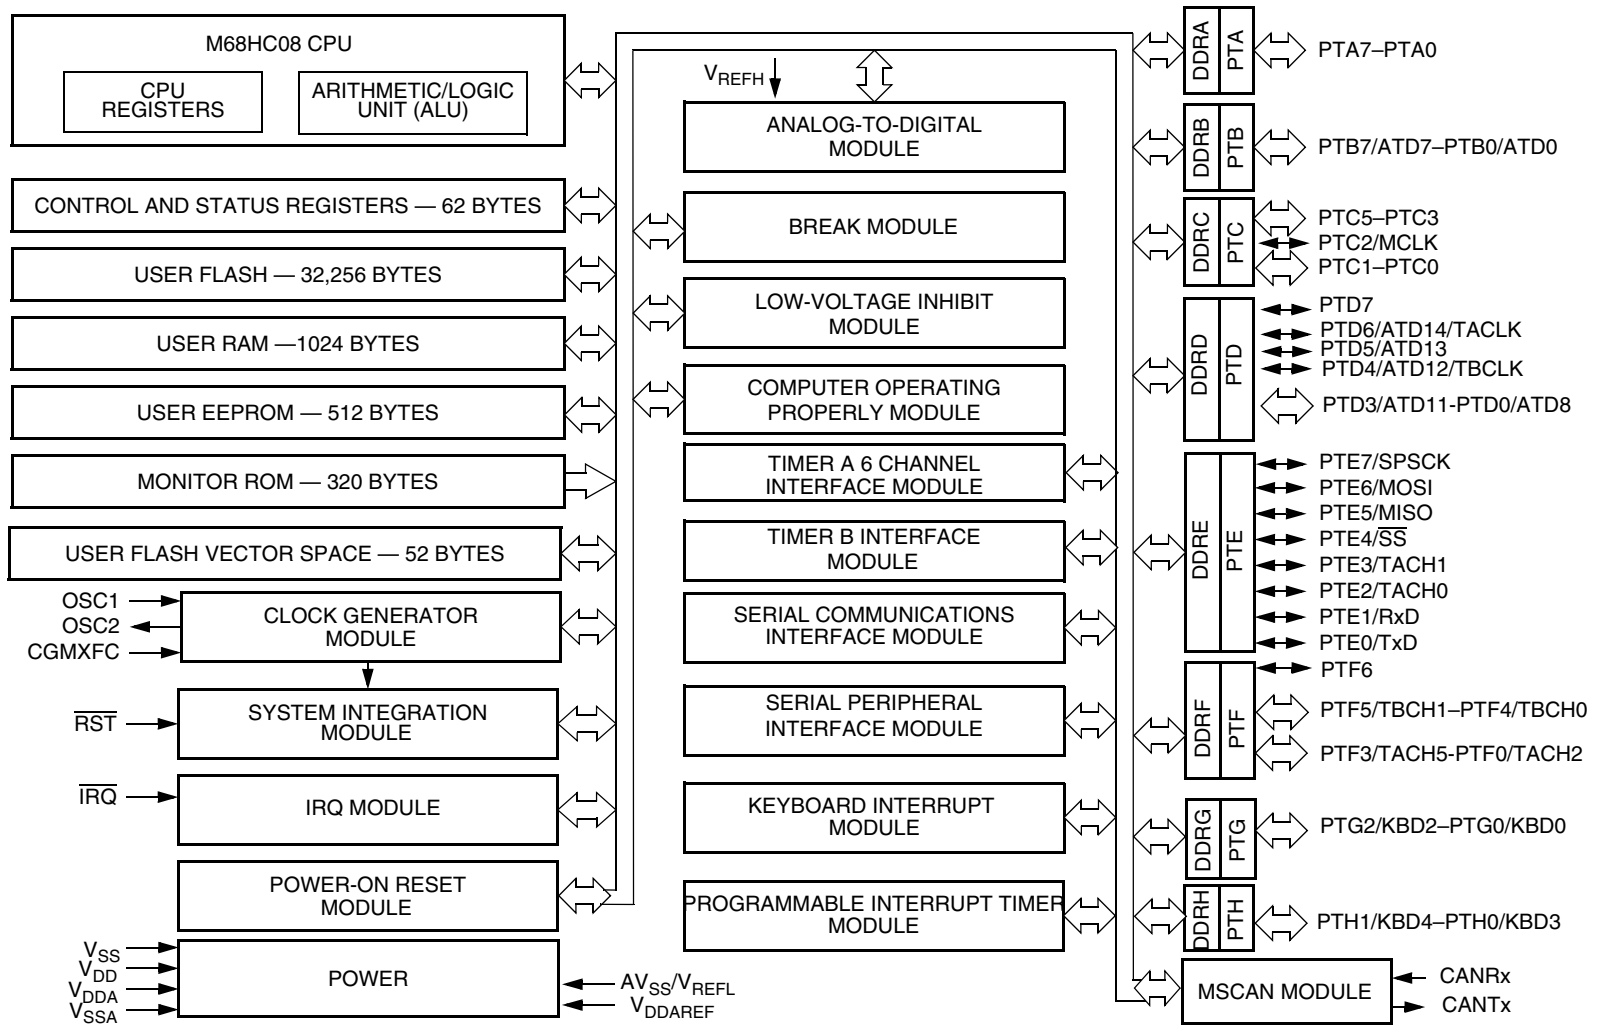 M68HC08 CPU
CPU
REGISTERS
ARITHMETIC/LOGIC
UNIT (ALU)
CONTROL AND STATUS REGISTERS — 62 BYTES
USER FLASH — 32,256 BYTES
USER RAM —1024 BYTES
USER EEPROM — 512 BYTES
MONITOR ROM — 320 BYTES
USER FLASH VECTOR SPACE — 52 BYTES
OSC1
OSC2
CGMXFC
CLOCK GENERATOR
MODULE
RST
SYSTEM INTEGRATION
MODULE
IRQ
IRQ MODULE
POWER-ON RESET
MODULE
VSS
VDD
VDDA
VSSA
POWER
AVSS/VREFL
VDDAREF
VREFH
ANALOG-TO-DIGITAL
MODULE
BREAK MODULE
LOW-VOLTAGE INHIBIT
MODULE
COMPUTER OPERATING
PROPERLY MODULE
TIMER A 6 CHANNEL
INTERFACE MODULE
TIMER B INTERFACE
MODULE
SERIAL COMMUNICATIONS
INTERFACE MODULE
SERIAL PERIPHERAL
INTERFACE MODULE
KEYBOARD INTERRUPT
MODULE
PROGRAMMABLE INTERRUPT TIMER
MODULE
DDRA
PTA
PTA7–PTA0
DDRB
PTB
PTB7/ATD7–PTB0/ATD0
DDRC
PTC
PTC5–PTC3
PTC2/MCLK
PTC1–PTC0
DDRD
PTD
PTD7
PTD6/ATD14/TACLK
PTD5/ATD13
PTD4/ATD12/TBCLK
PTD3/ATD11-PTD0/ATD8
DDRE
PTE
PTE7/SPSCK
PTE6/MOSI
PTE5/MISO
PTE4/SS
PTE3/TACH1
PTE2/TACH0
PTE1/RxD
PTE0/TxD
DDRF
PTF
PTF6
PTF5/TBCH1–PTF4/TBCH0
PTF3/TACH5-PTF0/TACH2
DDRG
PTG
PTG2/KBD2–PTG0/KBD0
DDRH
PTH
PTH1/KBD4–PTH0/KBD3
MSCAN MODULE
CANRx
CANTx